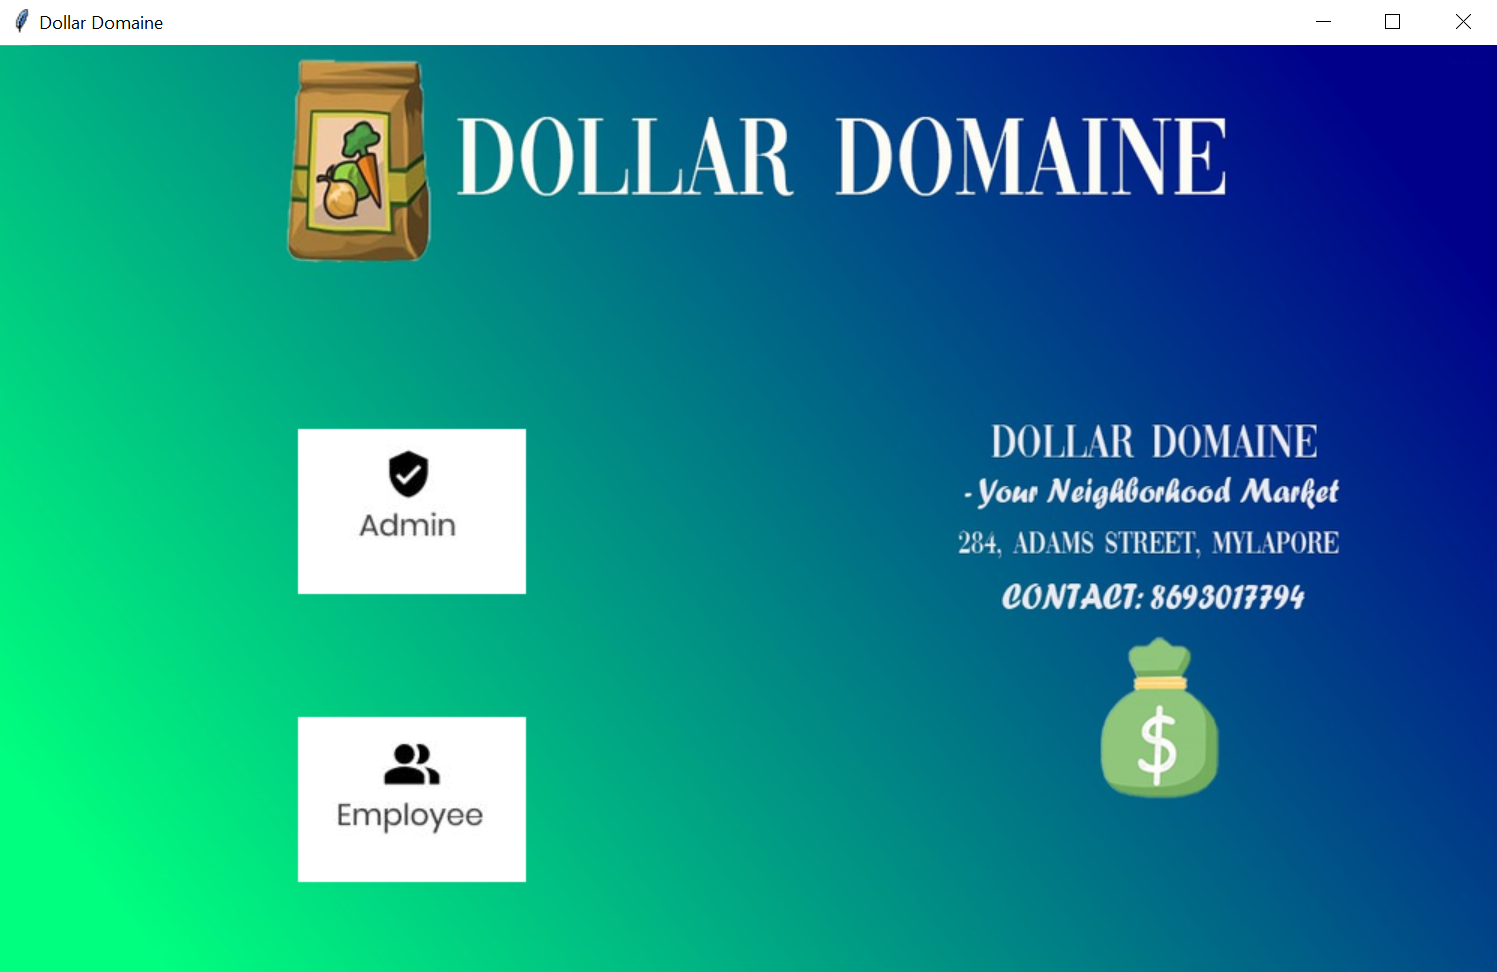 Dollar Domaine
DOLLAR DOMAINE
Admin
Employee
DOLLAR DOMAINE
-Your Neighborhood Market
284, ADAMS STREET, MYLAPORE
CONTACT: 8693017794
$